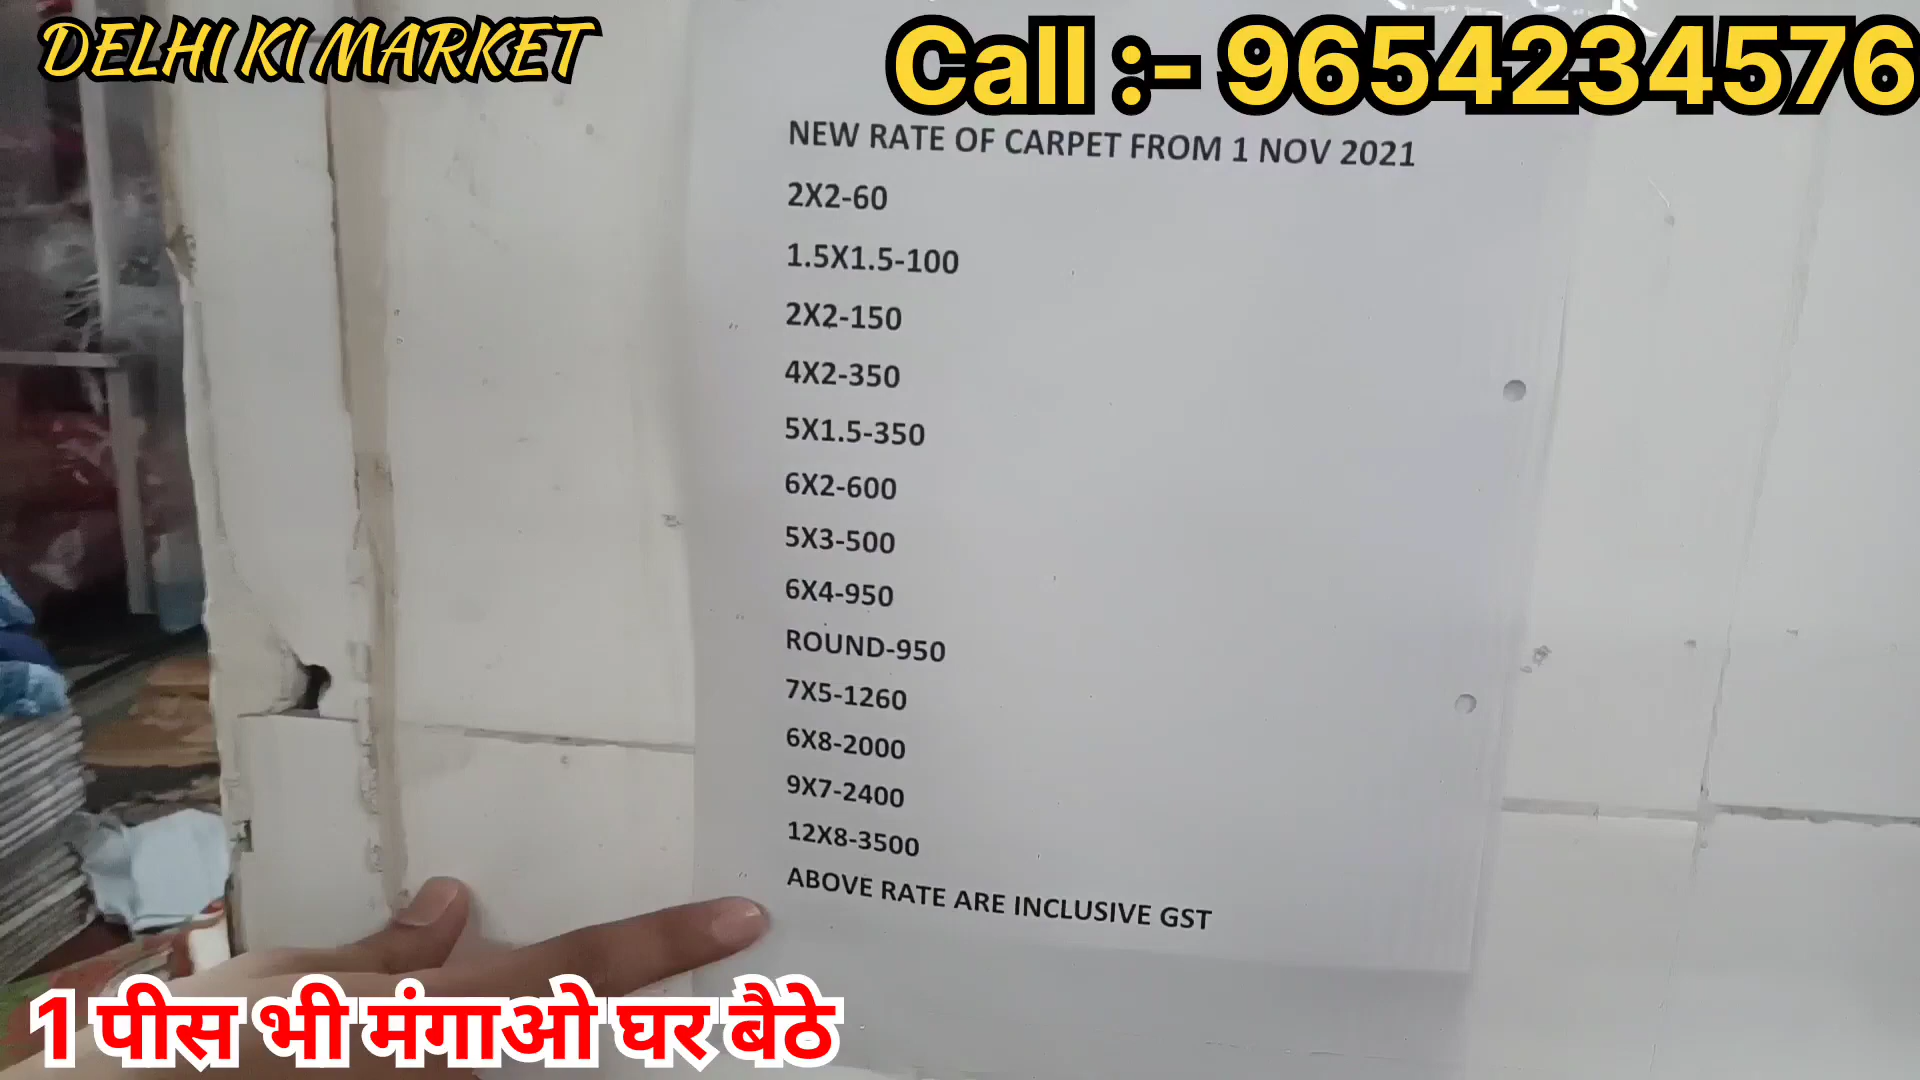 DELHI KI MARKET
Call :- 9654234576
NEW RATE OF CARPET FROM 1 NOV 2021
2X2-60
1.5X1.5-100
2X2-150
4X2-350
5X1.5-350
6X2-600
5X3-500
6X4-950
ROUND-950
7X5-1260
6X8-2000
9X7-2400
12X8-3500
ABOVE RATE ARE INCLUSIVE GST
1 पीस भी मंगाओ घर बैठे